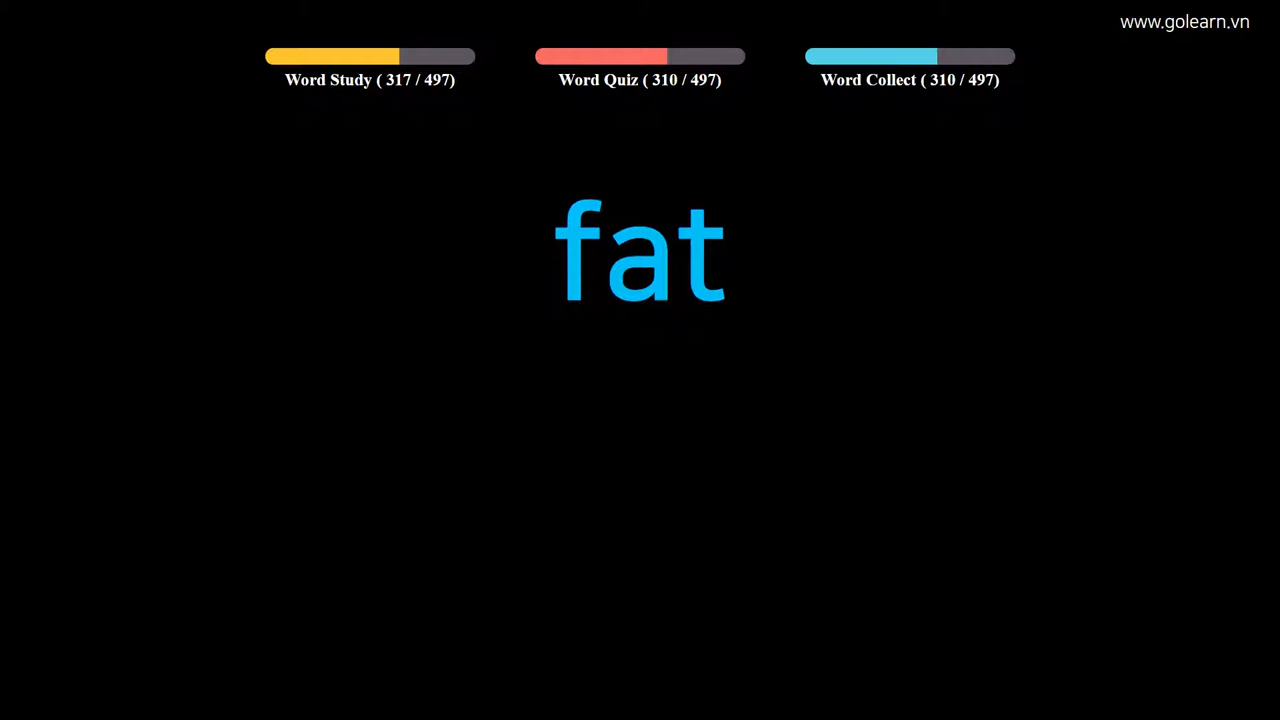 www.golearn.vn
Word Study ( 317 / 497)
Word Quiz ( 310 / 497)
Word Collect ( 310 / 497)
fat